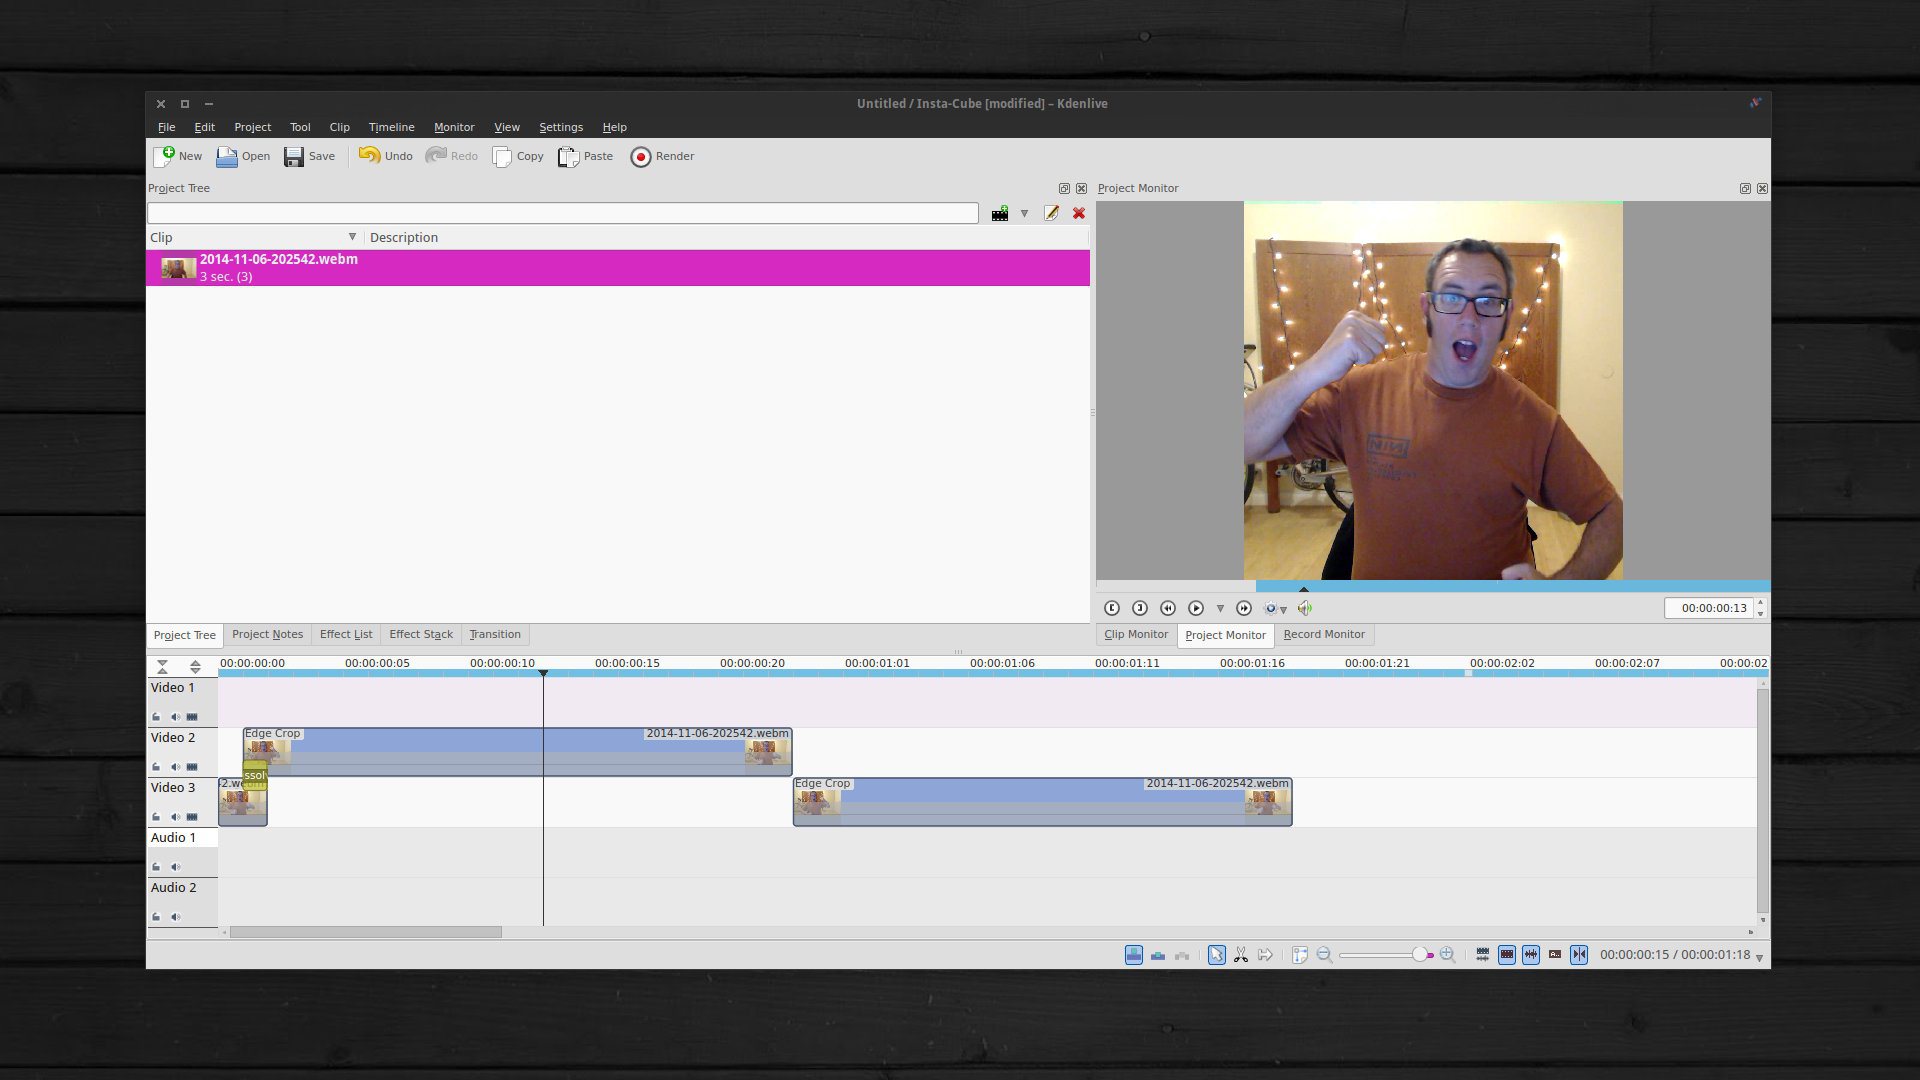 Untitled / Insta-Cube [modified] – Kdenlive
File Edit Project Tool Clip Timeline Monitor View Settings Help
New Open Save Undo Redo Copy Paste Render
Project Tree
Project Monitor
Clip Description
2014-11-06-202542.webm
3 sec. (3)
NIN
00:00:00:13
Project Tree Project Notes Effect List Effect Stack Transition
Clip Monitor Project Monitor Record Monitor
00:00:00:00 00:00:00:05 00:00:00:10 00:00:00:15 00:00:00:20 00:00:01:01 00:00:01:06 00:00:01:11 00:00:01:16 00:00:01:21 00:00:02:02 00:00:02:07 00:00:02
Video 1
Video 2
Edge Crop 2014-11-06-202542.webm
ssol
Video 3
2.we
Edge Crop 2014-11-06-202542.webm
Audio 1
Audio 2
00:00:00:15 / 00:00:01:18